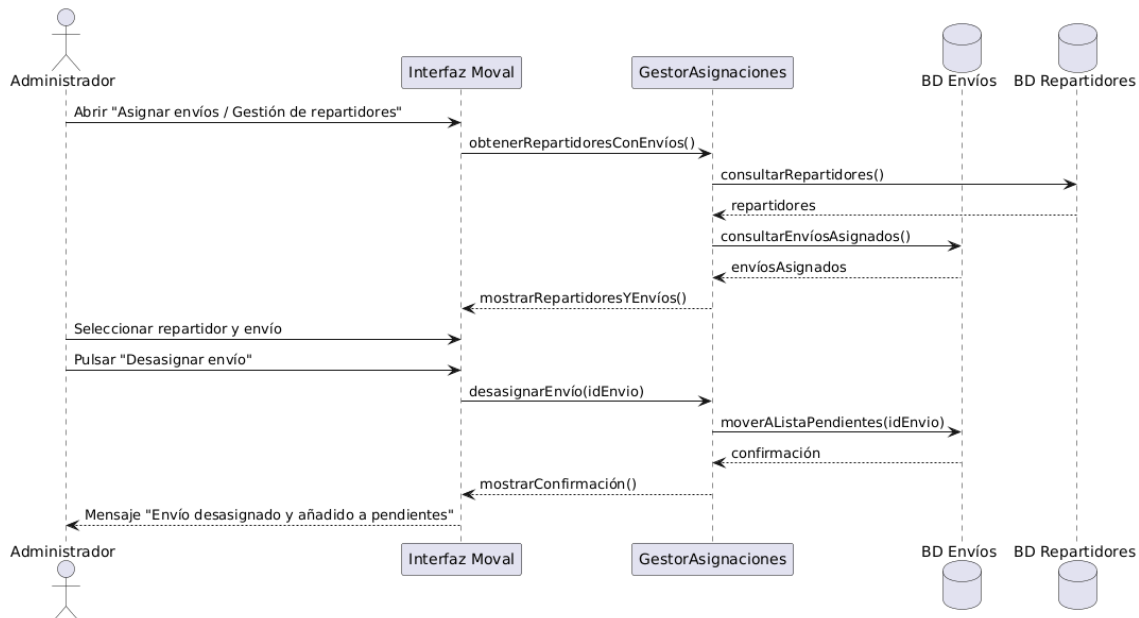 Administrador
Interfaz Moval
GestorAsignaciones
BD Envíos
BD Repartidores
Abrir "Asignar envíos / Gestión de repartidores"
obtenerRepartidoresConEnvíos()
consultarRepartidores()
repartidores
consultarEnvíosAsignados()
envíosAsignados
mostrarRepartidoresYEnvíos()
Seleccionar repartidor y envío
Pulsar "Desasignar envío"
desasignarEnvío(idEnvio)
moverAListaPendientes(idEnvio)
confirmación
mostrarConfirmación()
Mensaje "Envío desasignado y añadido a pendientes"
Administrador
Interfaz Moval
GestorAsignaciones
BD Envíos
BD Repartidores